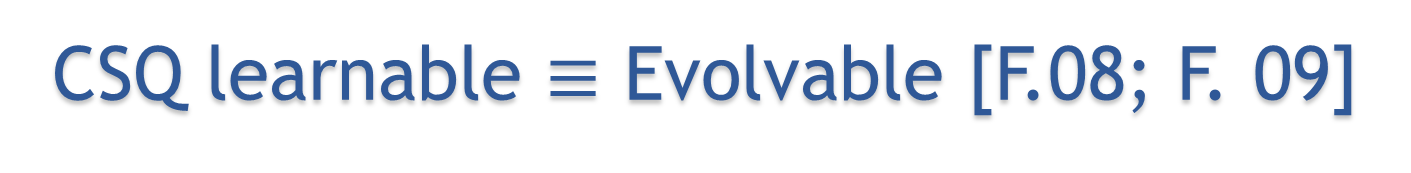 CSQ learnable ≡ Evolvable [F.08; F. 09]